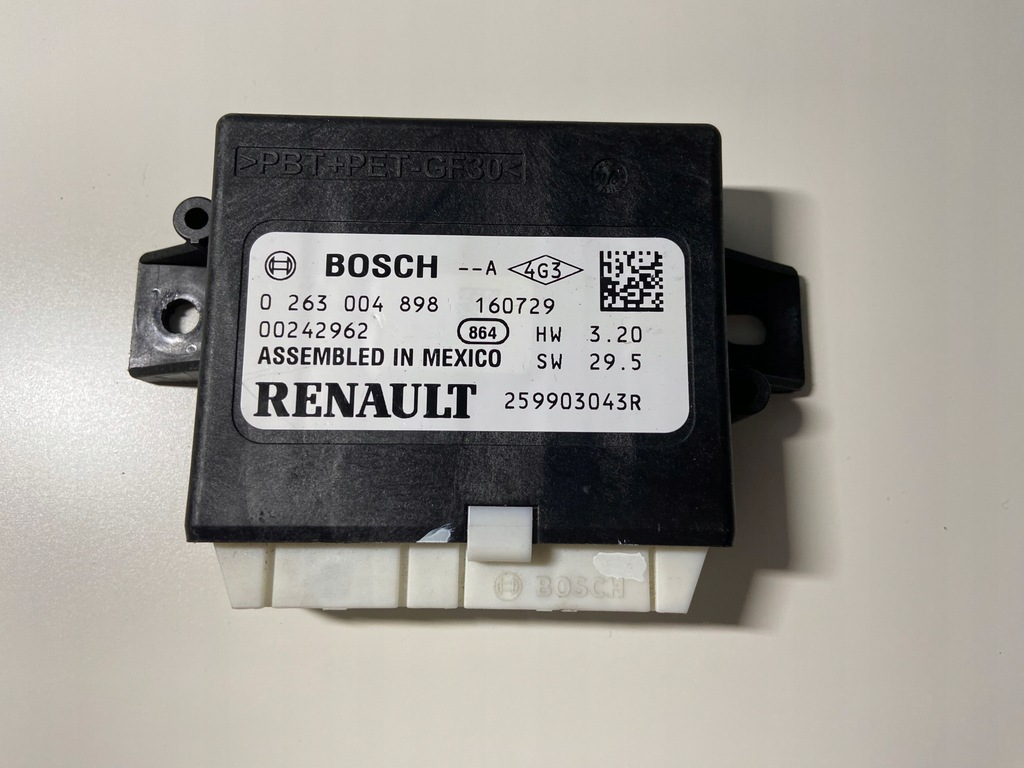 >PBT+PET-GF30<
BOSCH --A 4G3
0 263 004 898 160729
00242962 864 HW 3.20
ASSEMBLED IN MEXICO SW 29.5
RENAULT 259903043R
BOSCH